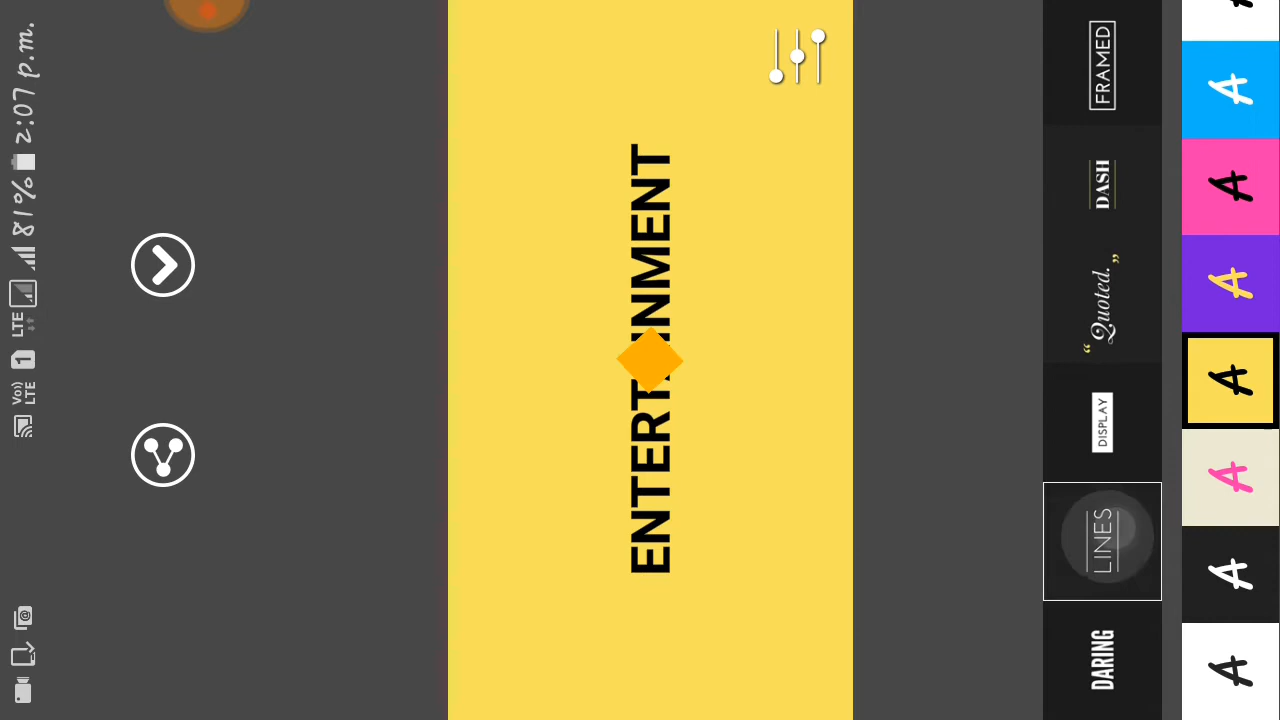 Vo)) LTE 1 LTE 81% 2:07 p.m.
ENTERTAINMENT
DARING
LINES
DISPLAY
“Quoted.”
DASH
FRAMED
A
A
A
A
A
A
A